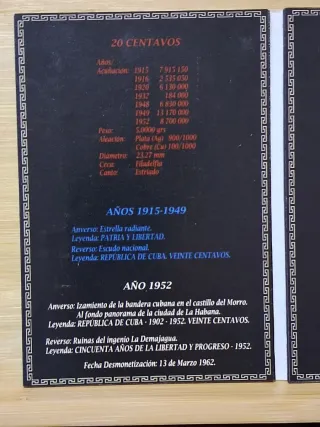 20 CENTAVOS
Años:
Acuñacion: 1915 7 915 150
1916 2 535 050
1920 6 130 000
1932 184 000
1948 6 830 000
1949 13 130 000
1952 8 700 000
Peso: 5.0000 grs
Aleación: Plata (Ag) 900/1000
Cobre (Cu) 100/1000
Diámetro: 23.27 mm
Ceca: Filadelfia
Canto: Estriado
AÑOS 1915-1949
Anverso: Estrella radiante.
Leyenda: PATRIA Y LIBERTAD.
Reverso: Escudo nacional.
Leyenda: REPÚBLICA DE CUBA. VEINTE CENTAVOS.
AÑO 1952
Anverso: Izamiento de la bandera cubana en el castillo del Morro.
Al fondo panorama de la ciudad de La Habana.
Leyenda: REPUBLICA DE CUBA - 1902 - 1952. VEINTE CENTAVOS.
Reverso: Ruinas del ingenio La Demajagua.
Leyenda: CINCUENTA AÑOS DE LA LIBERTAD Y PROGRESO - 1952.
Fecha Desmonetización: 13 de Marzo 1962.